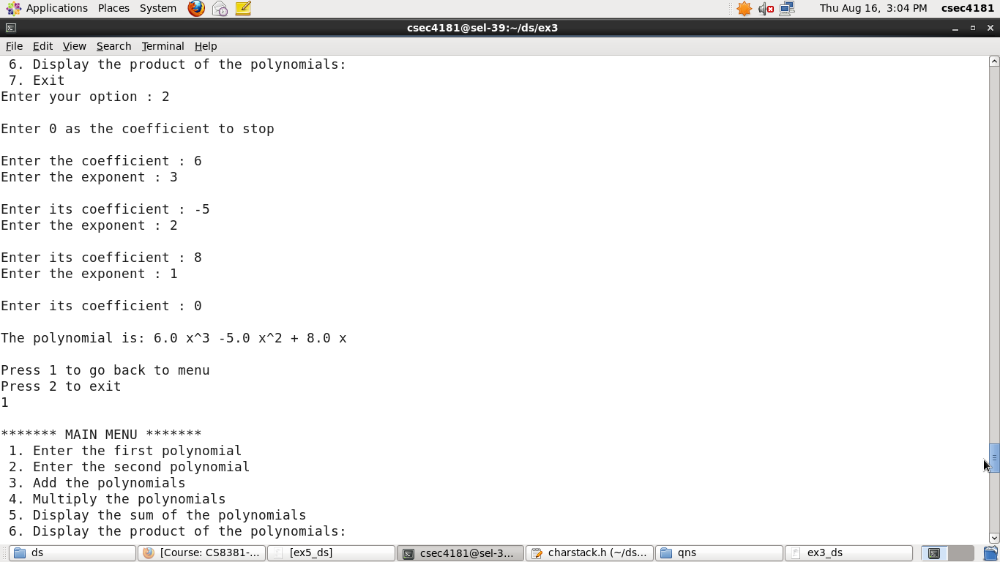 Applications Places System
Thu Aug 16, 3:04 PM csec4181
csec4181@sel-39:~/ds/ex3
File Edit View Search Terminal Help
6. Display the product of the polynomials:
7. Exit
Enter your option : 2
Enter 0 as the coefficient to stop
Enter the coefficient : 6
Enter the exponent : 3
Enter its coefficient : -5
Enter the exponent : 2
Enter its coefficient : 8
Enter the exponent : 1
Enter its coefficient : 0
The polynomial is: 6.0 x^3 -5.0 x^2 + 8.0 x
Press 1 to go back to menu
Press 2 to exit
1
******* MAIN MENU *******
1. Enter the first polynomial
2. Enter the second polynomial
3. Add the polynomials
4. Multiply the polynomials
5. Display the sum of the polynomials
6. Display the product of the polynomials:
ds [Course: CS8381-... [ex5_ds] csec4181@sel-3... charstack.h (~/ds... qns ex3_ds